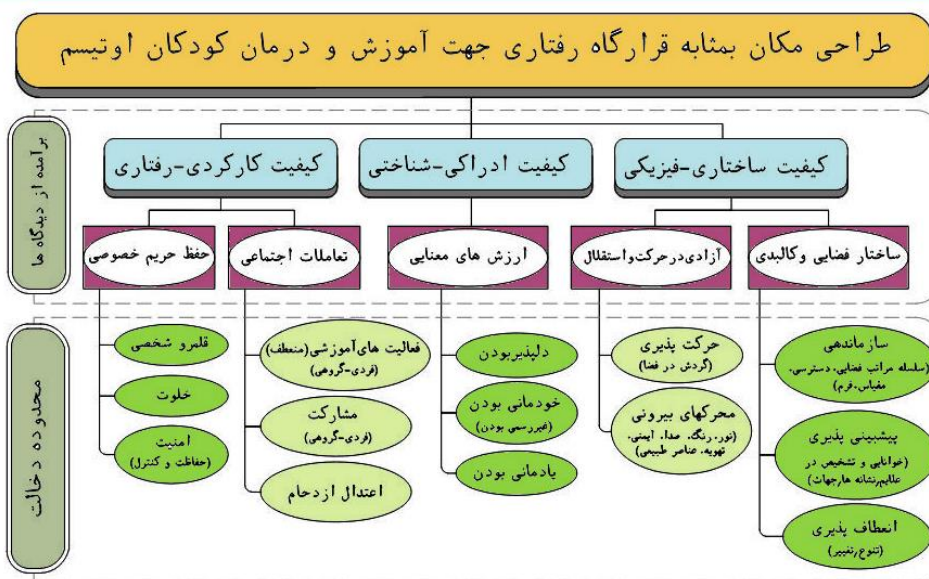 طراحی مکان بمثابه قرارگاه رفتاری جهت آموزش و درمان کودکان اوتیسم
برآمده از دیدگاه ها
کیفیت ساختاری-فیزیکی
کیفیت ادراکی-شناختی
کیفیت کارکردی-رفتاری
ساختار فضایی وکالبدی
آزادی در حرکت و استقلال
ارزش های معنایی
تعاملات اجتماعی
حفظ حریم خصوصی
محدوده دخالت
سازماندهی
(سلسله مراتب فضایی، دسترسی،
مقیاس، فرم)
پیشبینی پذیری
(خوانایی و تشخیص در
علایم,نشانه ها,جهات)
انعطاف پذیری
(تنوع,تغییر)
حرکت پذیری
(گردش در فضا)
محرکهای بیرونی
(نور، رنگ، صدا، ایمنی،
تهویه، عناصر طبیعی)
دلپذیربودن
خودمانی بودن
(غیررسمی بودن)
یادمانی بودن
فعالیت های آموزشی (منعطف)
(فردی-گروهی)
مشارکت
(فردی-گروهی)
اعتدال ازدحام
قلمرو شخصی
خلوت
امنیت
(حفاظت و کنترل)